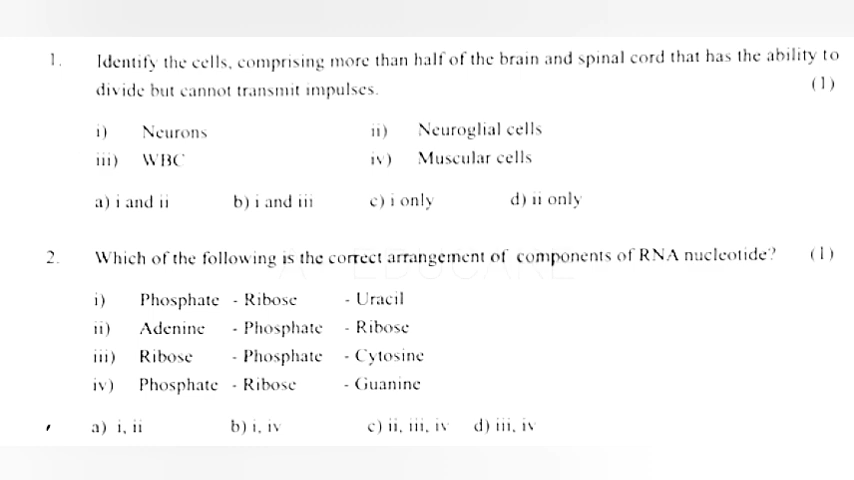 1. Identify the cells, comprising more than half of the brain and spinal cord that has the ability to
divide but cannot transmit impulses. (1)
i) Neurons ii) Neuroglial cells
iii) WBC iv) Muscular cells
a) i and ii b) i and iii c) i only d) ii only
2. Which of the following is the correct arrangement of components of RNA nucleotide? (1)
i) Phosphate - Ribose - Uracil
ii) Adenine - Phosphate - Ribose
iii) Ribose - Phosphate - Cytosine
iv) Phosphate - Ribose - Guanine
a) i, ii b) i, iv c) ii, iii, iv d) iii, iv